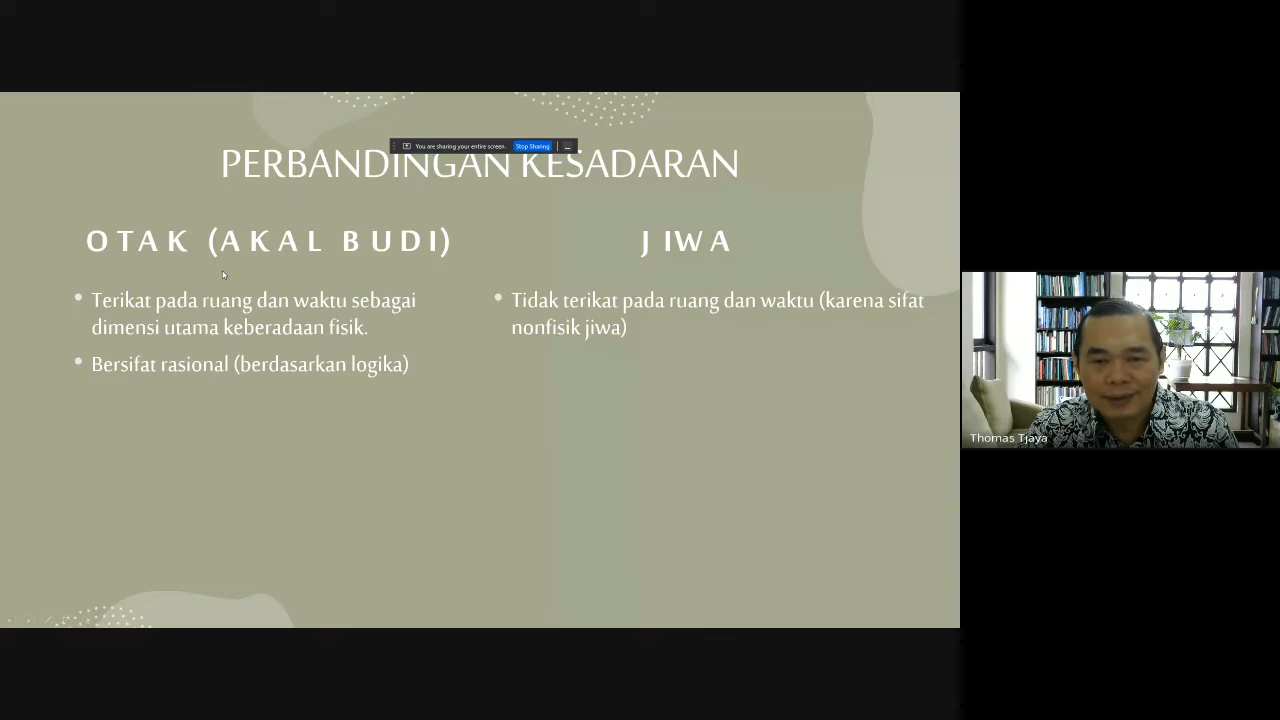 You are sharing your entire screen. Stop Sharing
PERBANDINGAN KESADARAN
OTAK (AKAL BUDI)
• Terikat pada ruang dan waktu sebagai
dimensi utama keberadaan fisik.
• Bersifat rasional (berdasarkan logika)
JIWA
• Tidak terikat pada ruang dan waktu (karena sifat
nonfisik jiwa)
Thomas Tjaya